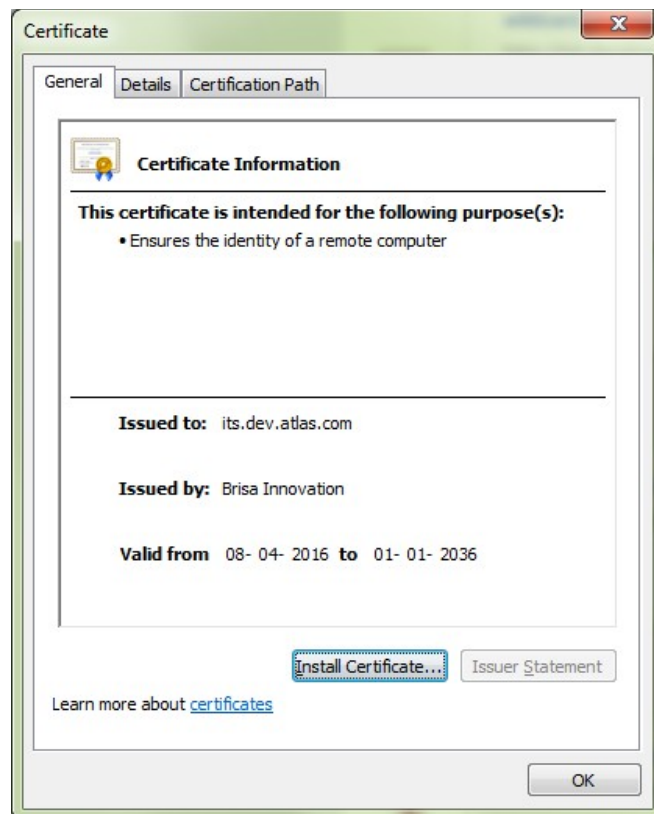 Certificate
General Details Certification Path
Certificate Information
This certificate is intended for the following purpose(s):
• Ensures the identity of a remote computer
Issued to: its.dev.atlas.com
Issued by: Brisa Innovation
Valid from 08- 04- 2016 to 01- 01- 2036
Install Certificate... Issuer Statement
Learn more about certificates
OK